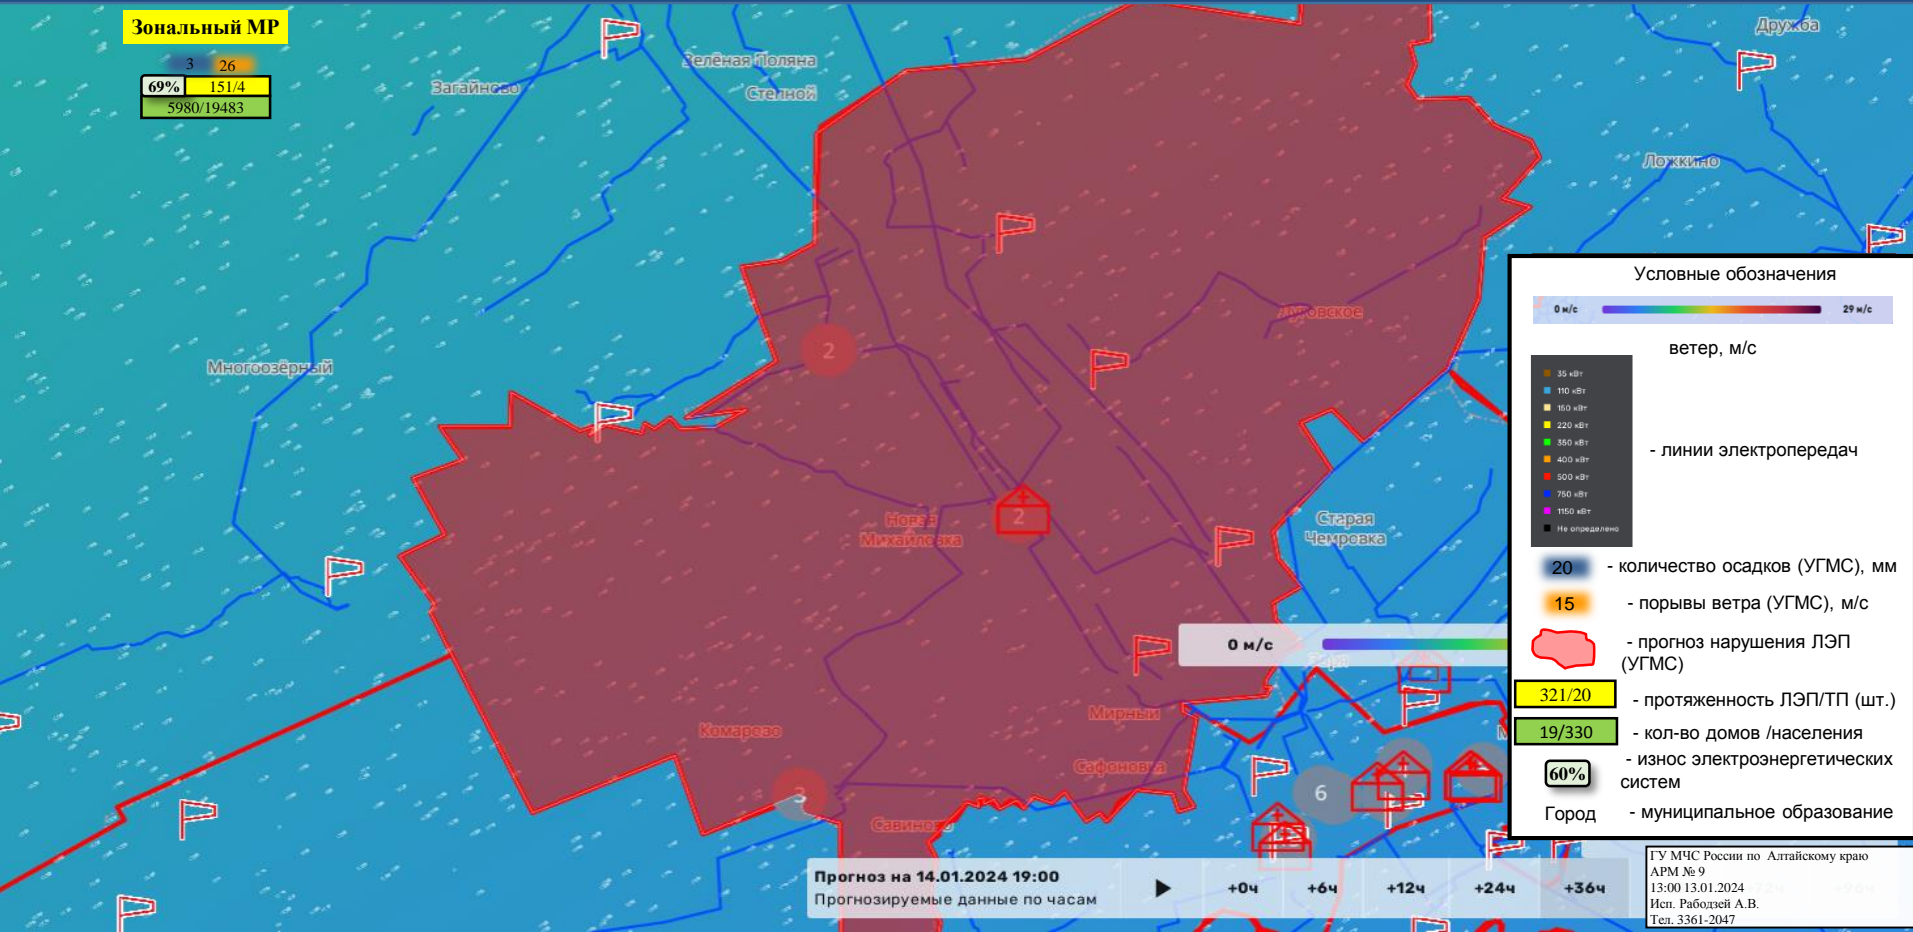 Зональный МР
3 26
69% 151/4
5980/19483
Загайново
Зелёная Поляна
Степной
Дружба
Ложкино
Многоозёрный
Луговское
2
2
Новая
Михайловка
Старая
Чемровка
0 м/с
Заря
Мирный
Комарово
Сафоновка
3
6
Савиново
Условные обозначения
0 м/с 29 м/с
ветер, м/с
35 кВт
110 кВт
150 кВт
220 кВт
350 кВт
400 кВт
500 кВт
750 кВт
1150 кВт
Не определено
- линии электропередач
20 - количество осадков (УГМС), мм
15 - порывы ветра (УГМС), м/с
- прогноз нарушения ЛЭП
(УГМС)
321/20 - протяженность ЛЭП/ТП (шт.)
19/330 - кол-во домов /населения
60% - износ электроэнергетических
систем
Город - муниципальное образование
Прогноз на 14.01.2024 19:00
Прогнозируемые данные по часам
+0ч +6ч +12ч +24ч +36ч
ГУ МЧС России по Алтайскому краю
АРМ № 9
13:00 13.01.2024
Исп. Рабодзей А.В.
Тел. 3361-2047